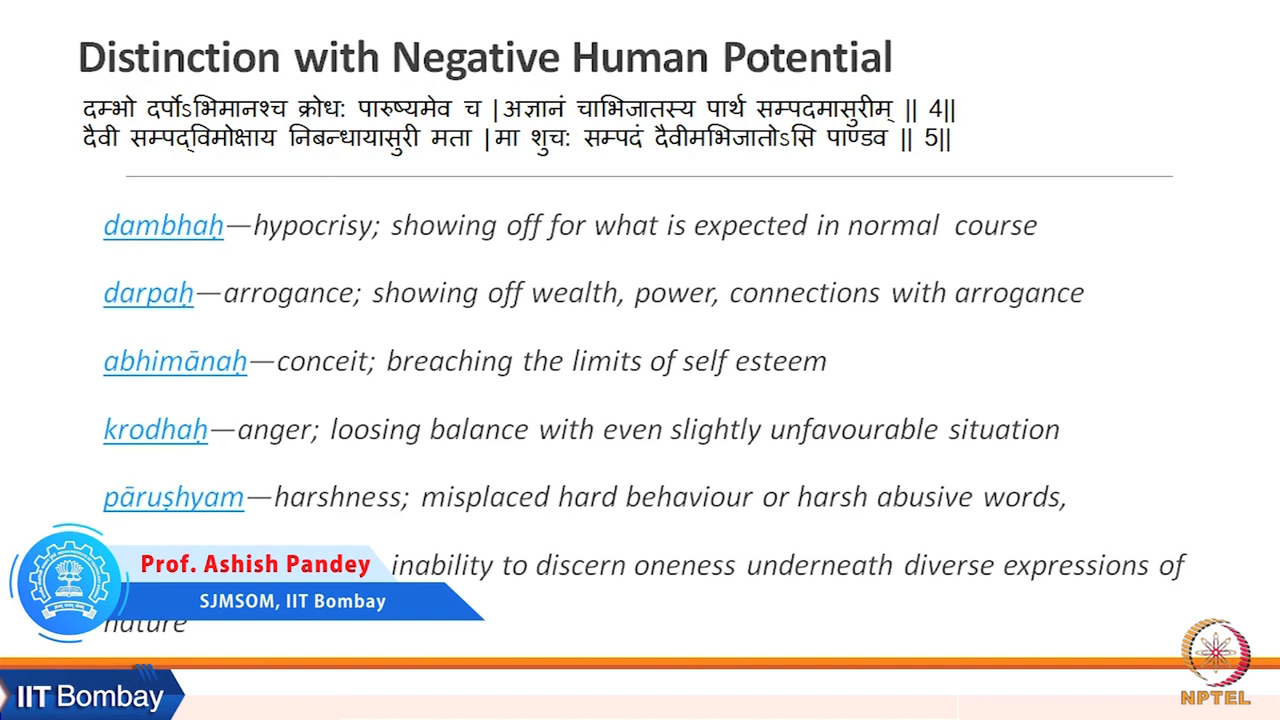 Distinction with Negative Human Potential
दम्भो दर्पोऽभिमानश्च क्रोध: पारुष्यमेव च | अज्ञानं चाभिजातस्य पार्थ सम्पदमासुरीम् || 4||
दैवी सम्पद्विमोक्षाय निबन्धायासुरी मता | मा शुच: सम्पदं दैवीमभिजातोऽसि पाण्डव || 5||
dambhaḥ—hypocrisy; showing off for what is expected in normal course
darpaḥ—arrogance; showing off wealth, power, connections with arrogance
abhimānaḥ—conceit; breaching the limits of self esteem
krodhaḥ—anger; loosing balance with even slightly unfavourable situation
pāruṣhyam—harshness; misplaced hard behaviour or harsh abusive words,
inability to discern oneness underneath diverse expressions of
nature
Prof. Ashish Pandey
SJMSOM, IIT Bombay
IIT Bombay
NPTEL